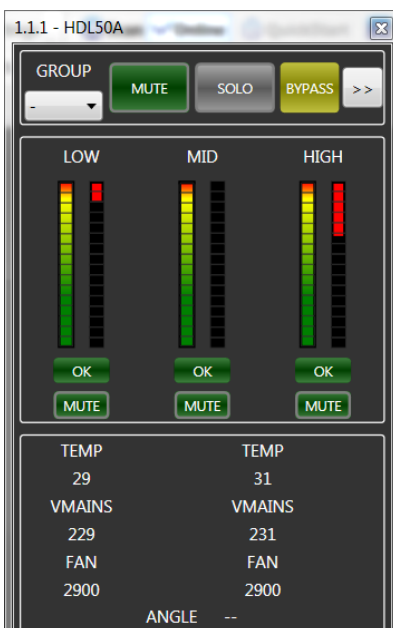 1.1.1 - HDL50A
GROUP
-
MUTE
SOLO
BYPASS
>>
LOW MID HIGH
OK OK OK
MUTE MUTE MUTE
TEMP TEMP
29 31
VMAINS VMAINS
229 231
FAN FAN
2900 2900
ANGLE --